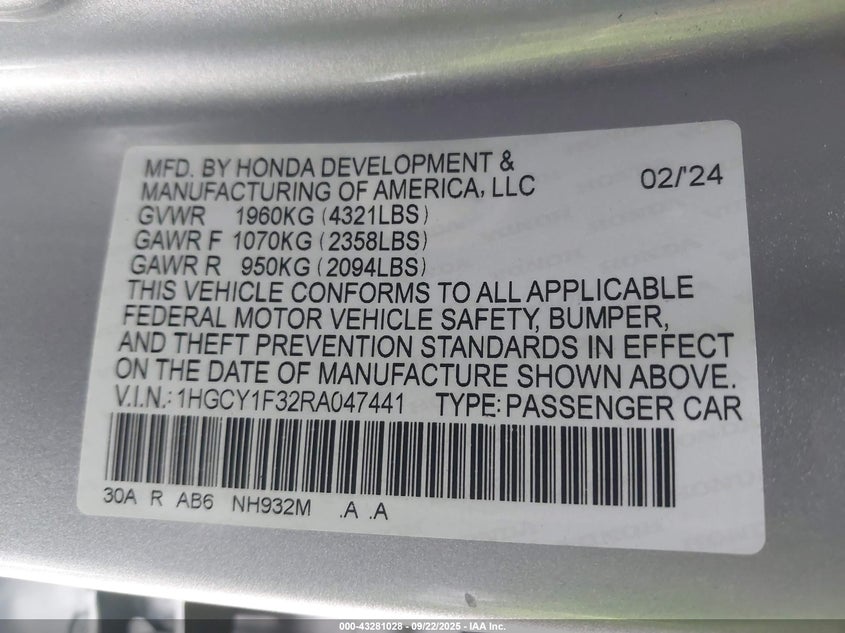 MFD. BY HONDA DEVELOPMENT &
MANUFACTURING OF AMERICA, LLC 02/'24
GVWR 1960KG (4321LBS)
GAWR F 1070KG (2358LBS)
GAWR R 950KG (2094LBS)
THIS VEHICLE CONFORMS TO ALL APPLICABLE
FEDERAL MOTOR VEHICLE SAFETY, BUMPER,
AND THEFT PREVENTION STANDARDS IN EFFECT
ON THE DATE OF MANUFACTURE SHOWN ABOVE.
V.I.N.: 1HGCY1F32RA047441 TYPE: PASSENGER CAR
30A R AB6 NH932M .A .A
000-43281028 - 09/22/2025 - IAA Inc.